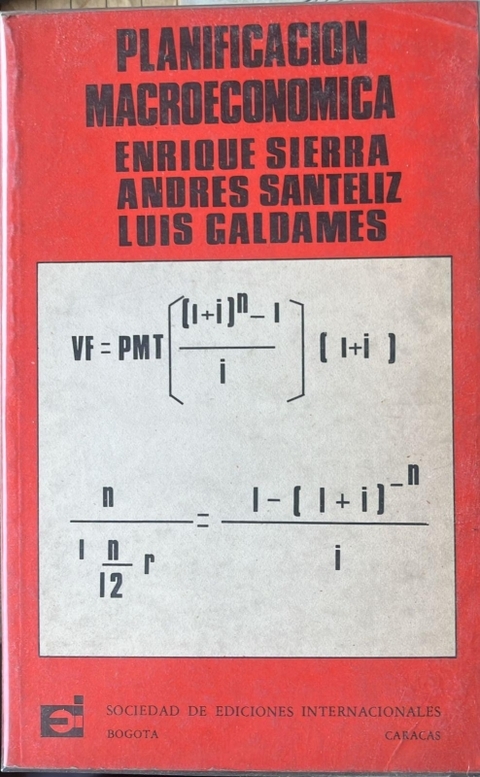 PLANIFICACION
MACROECONOMICA
ENRIQUE SIERRA
ANDRES SANTELIZ
LUIS GALDAMES
VF = PMT [ (1+i)^n - 1 / i ] ( 1+i )
n / 1 n/12 r = 1 - ( 1 + i )^-n / i
ei SOCIEDAD DE EDICIONES INTERNACIONALES
BOGOTA CARACAS